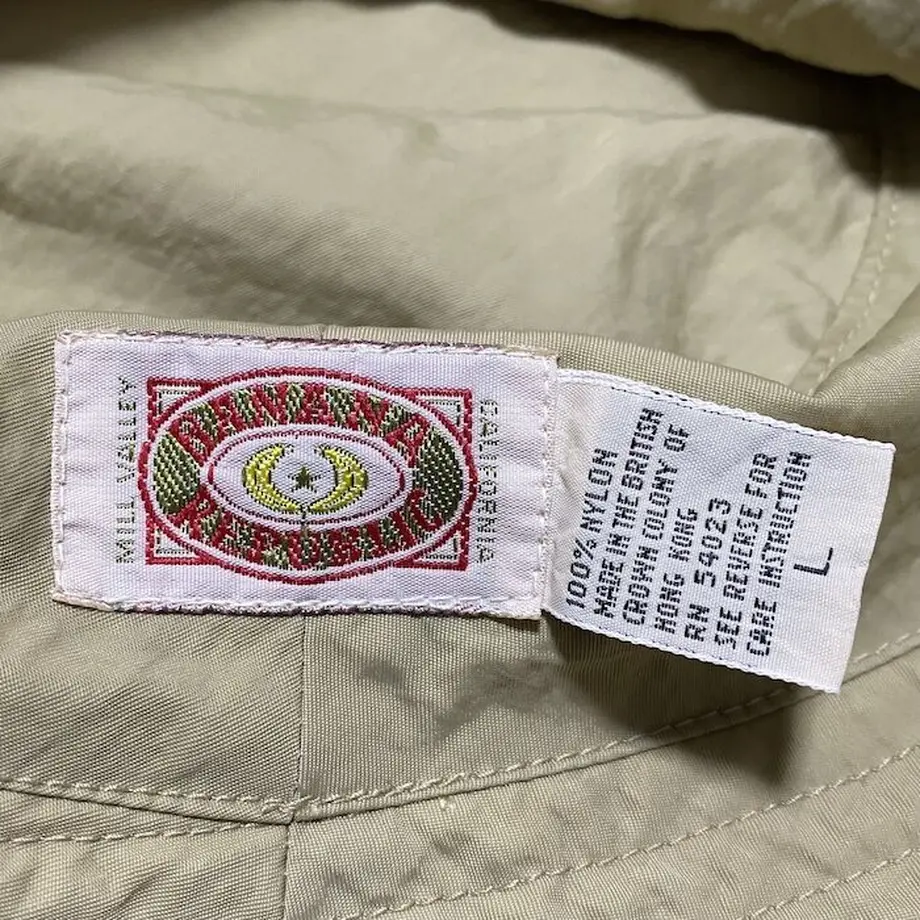 MILL VALLEY
BANANA
REPUBLIC
CALIFORNIA
100% NYLON
MADE IN THE BRITISH
CROWN COLONY OF
HONG KONG
RN 54023
SEE REVERSE FOR
CARE INSTRUCTION
L